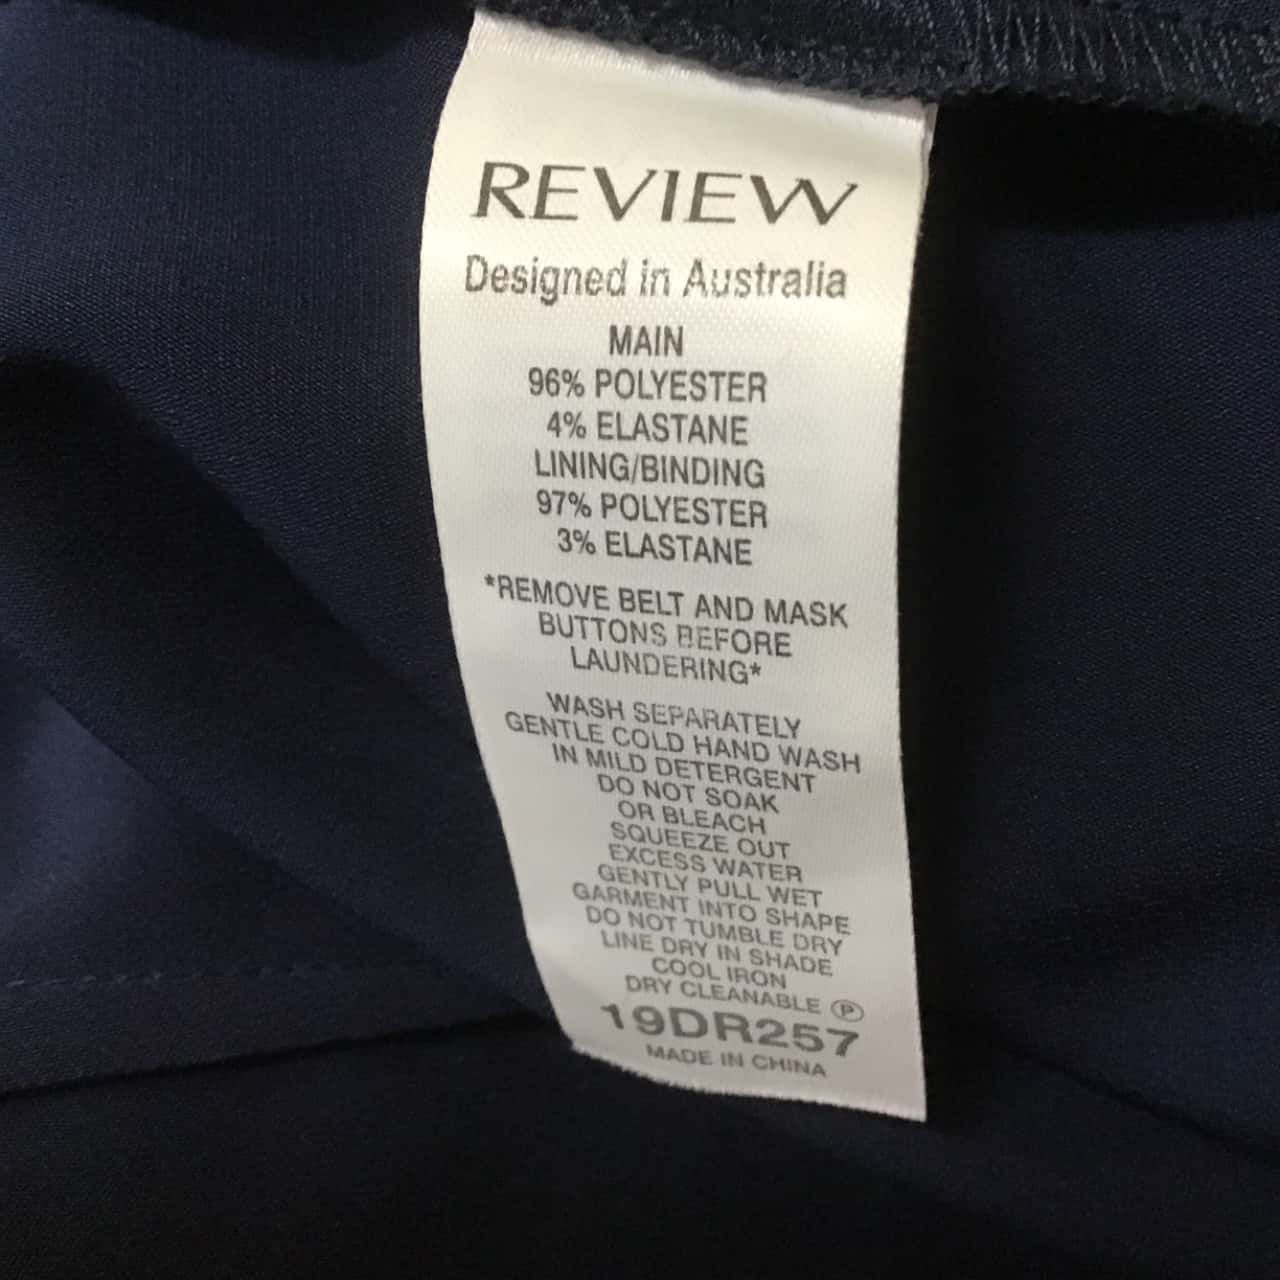 REVIEW
Designed in Australia
MAIN
96% POLYESTER
4% ELASTANE
LINING/BINDING
97% POLYESTER
3% ELASTANE
*REMOVE BELT AND MASK
BUTTONS BEFORE
LAUNDERING*
WASH SEPARATELY
GENTLE COLD HAND WASH
IN MILD DETERGENT
DO NOT SOAK
OR BLEACH
SQUEEZE OUT
EXCESS WATER
GENTLY PULL WET
GARMENT INTO SHAPE
DO NOT TUMBLE DRY
LINE DRY IN SHADE
COOL IRON
DRY CLEANABLE Ⓟ
19DR257
MADE IN CHINA